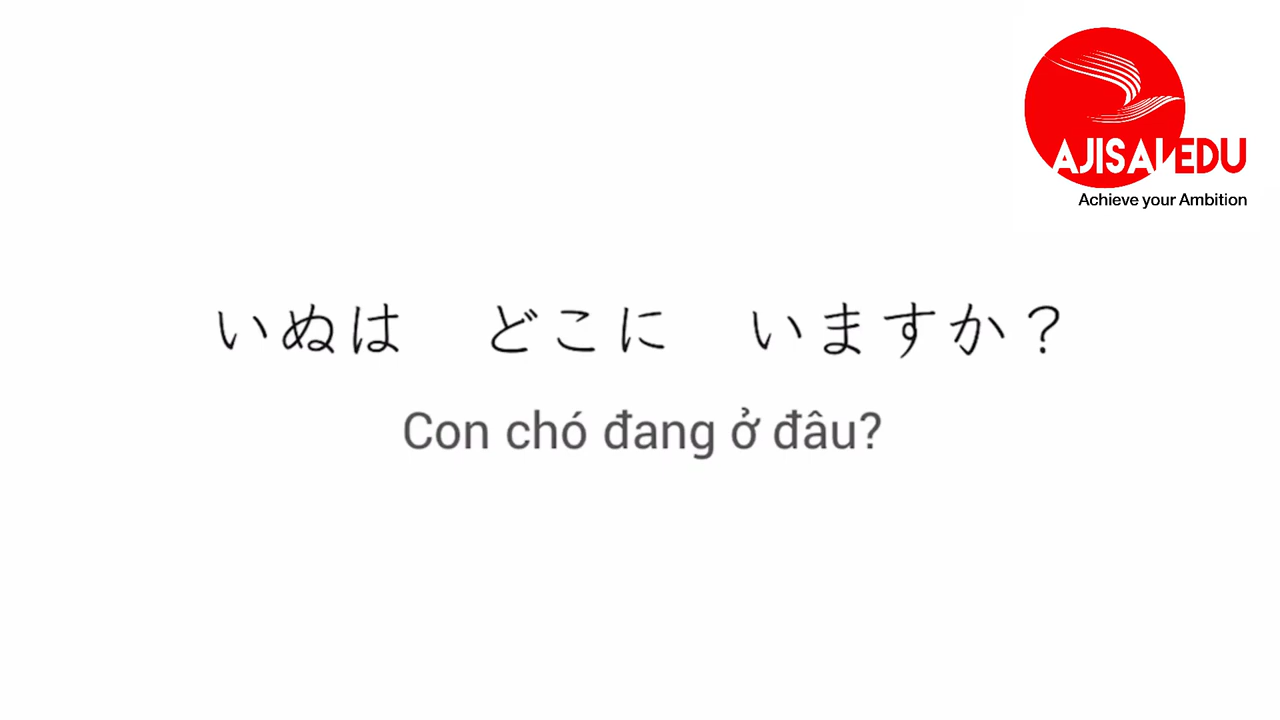 AJISAI EDU
Achieve your Ambition
いぬは　どこに　いますか？
Con chó đang ở đâu?